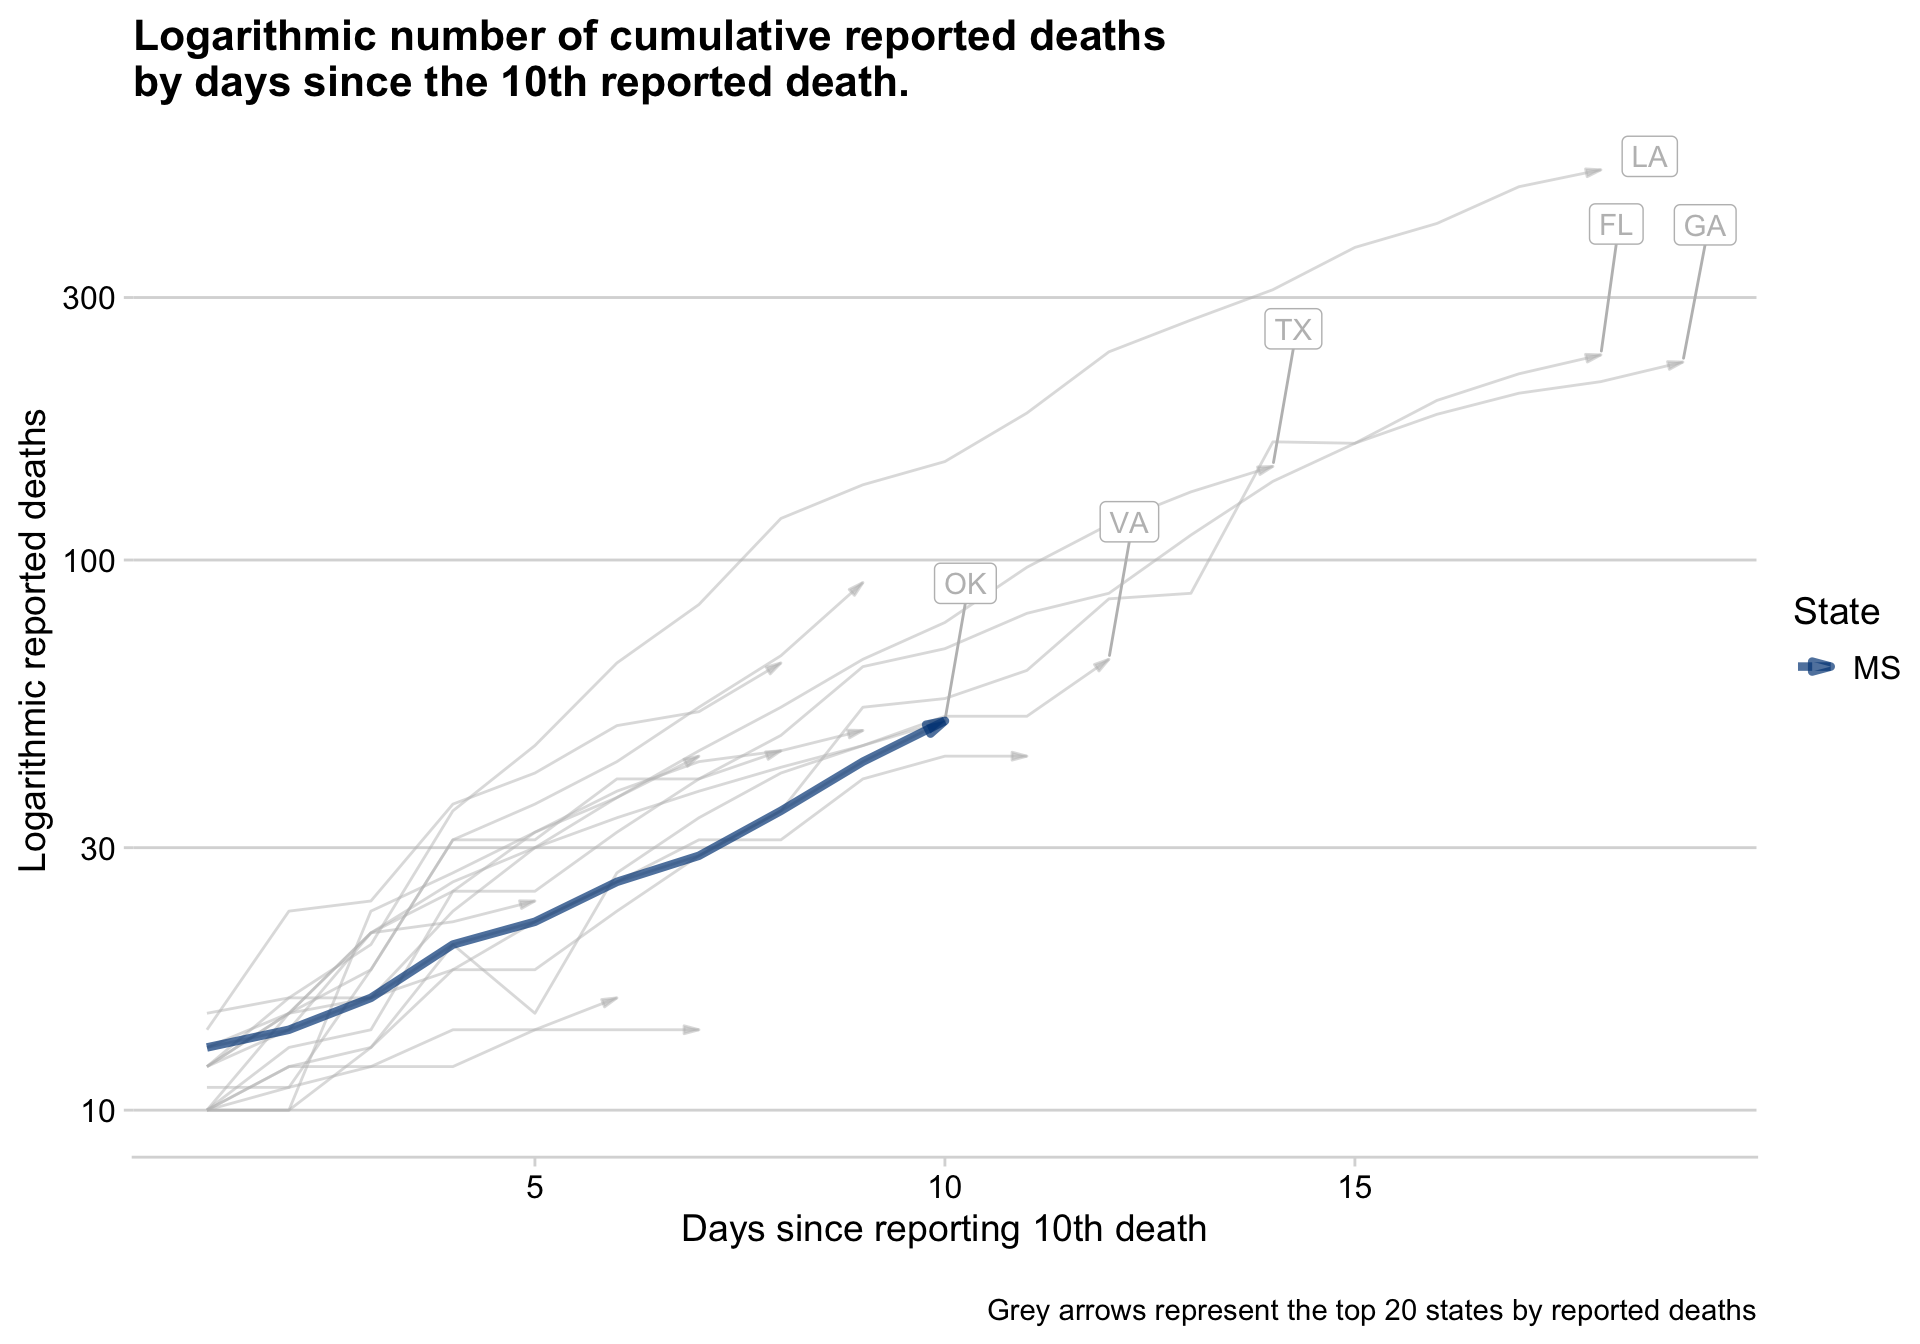 Logarithmic number of cumulative reported deaths
by days since the 10th reported death.
LA
FL
GA
TX
VA
OK
300
100
30
10
Logarithmic reported deaths
5
10
15
Days since reporting 10th death
State
MS
Grey arrows represent the top 20 states by reported deaths